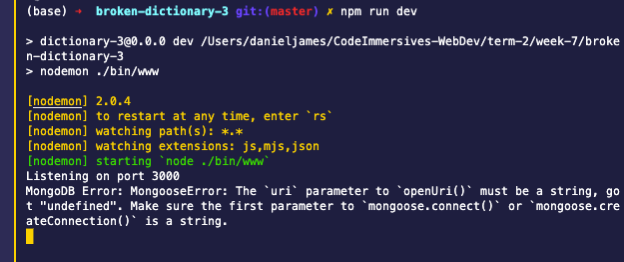 (base) → broken-dictionary-3 git:(master) ✗ npm run dev
> dictionary-3@0.0.0 dev /Users/danieljames/CodeImmersives-WebDev/term-2/week-7/broke
n-dictionary-3
> nodemon ./bin/www
[nodemon] 2.0.4
[nodemon] to restart at any time, enter `rs`
[nodemon] watching path(s): *.*
[nodemon] watching extensions: js,mjs,json
[nodemon] starting `node ./bin/www`
Listening on port 3000
MongoDB Error: MongooseError: The `uri` parameter to `openUri()` must be a string, go
t "undefined". Make sure the first parameter to `mongoose.connect()` or `mongoose.cre
ateConnection()` is a string.